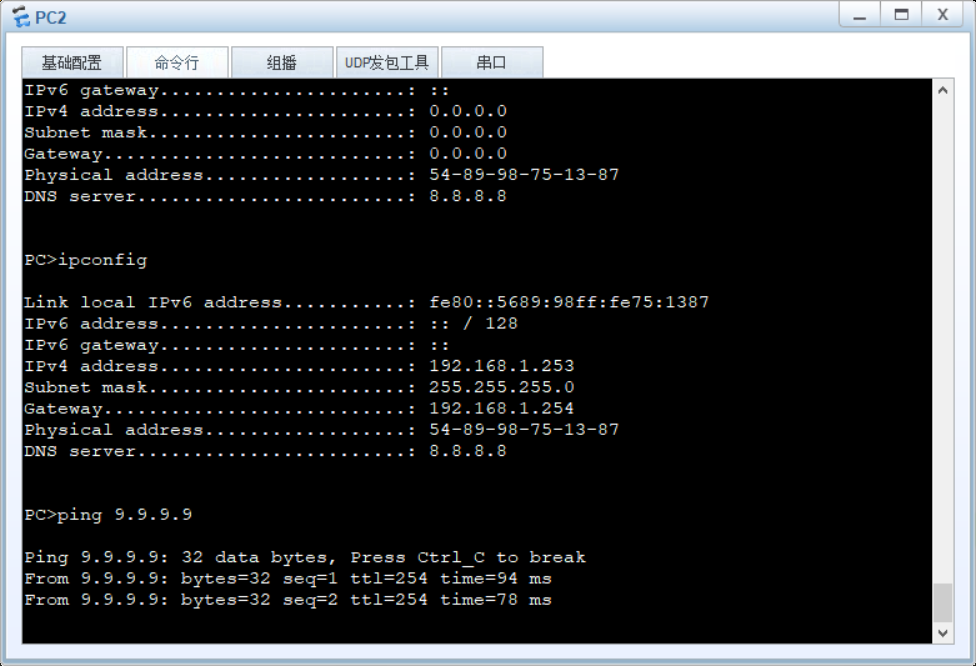 PC2
基础配置 命令行 组播 UDP发包工具 串口
IPv6 gateway......................: ::
IPv4 address......................: 0.0.0.0
Subnet mask.......................: 0.0.0.0
Gateway...........................: 0.0.0.0
Physical address..................: 54-89-98-75-13-87
DNS server........................: 8.8.8.8
PC>ipconfig
Link local IPv6 address...........: fe80::5689:98ff:fe75:1387
IPv6 address......................: :: / 128
IPv6 gateway......................: ::
IPv4 address......................: 192.168.1.253
Subnet mask.......................: 255.255.255.0
Gateway...........................: 192.168.1.254
Physical address..................: 54-89-98-75-13-87
DNS server........................: 8.8.8.8
PC>ping 9.9.9.9
Ping 9.9.9.9: 32 data bytes, Press Ctrl_C to break
From 9.9.9.9: bytes=32 seq=1 ttl=254 time=94 ms
From 9.9.9.9: bytes=32 seq=2 ttl=254 time=78 ms